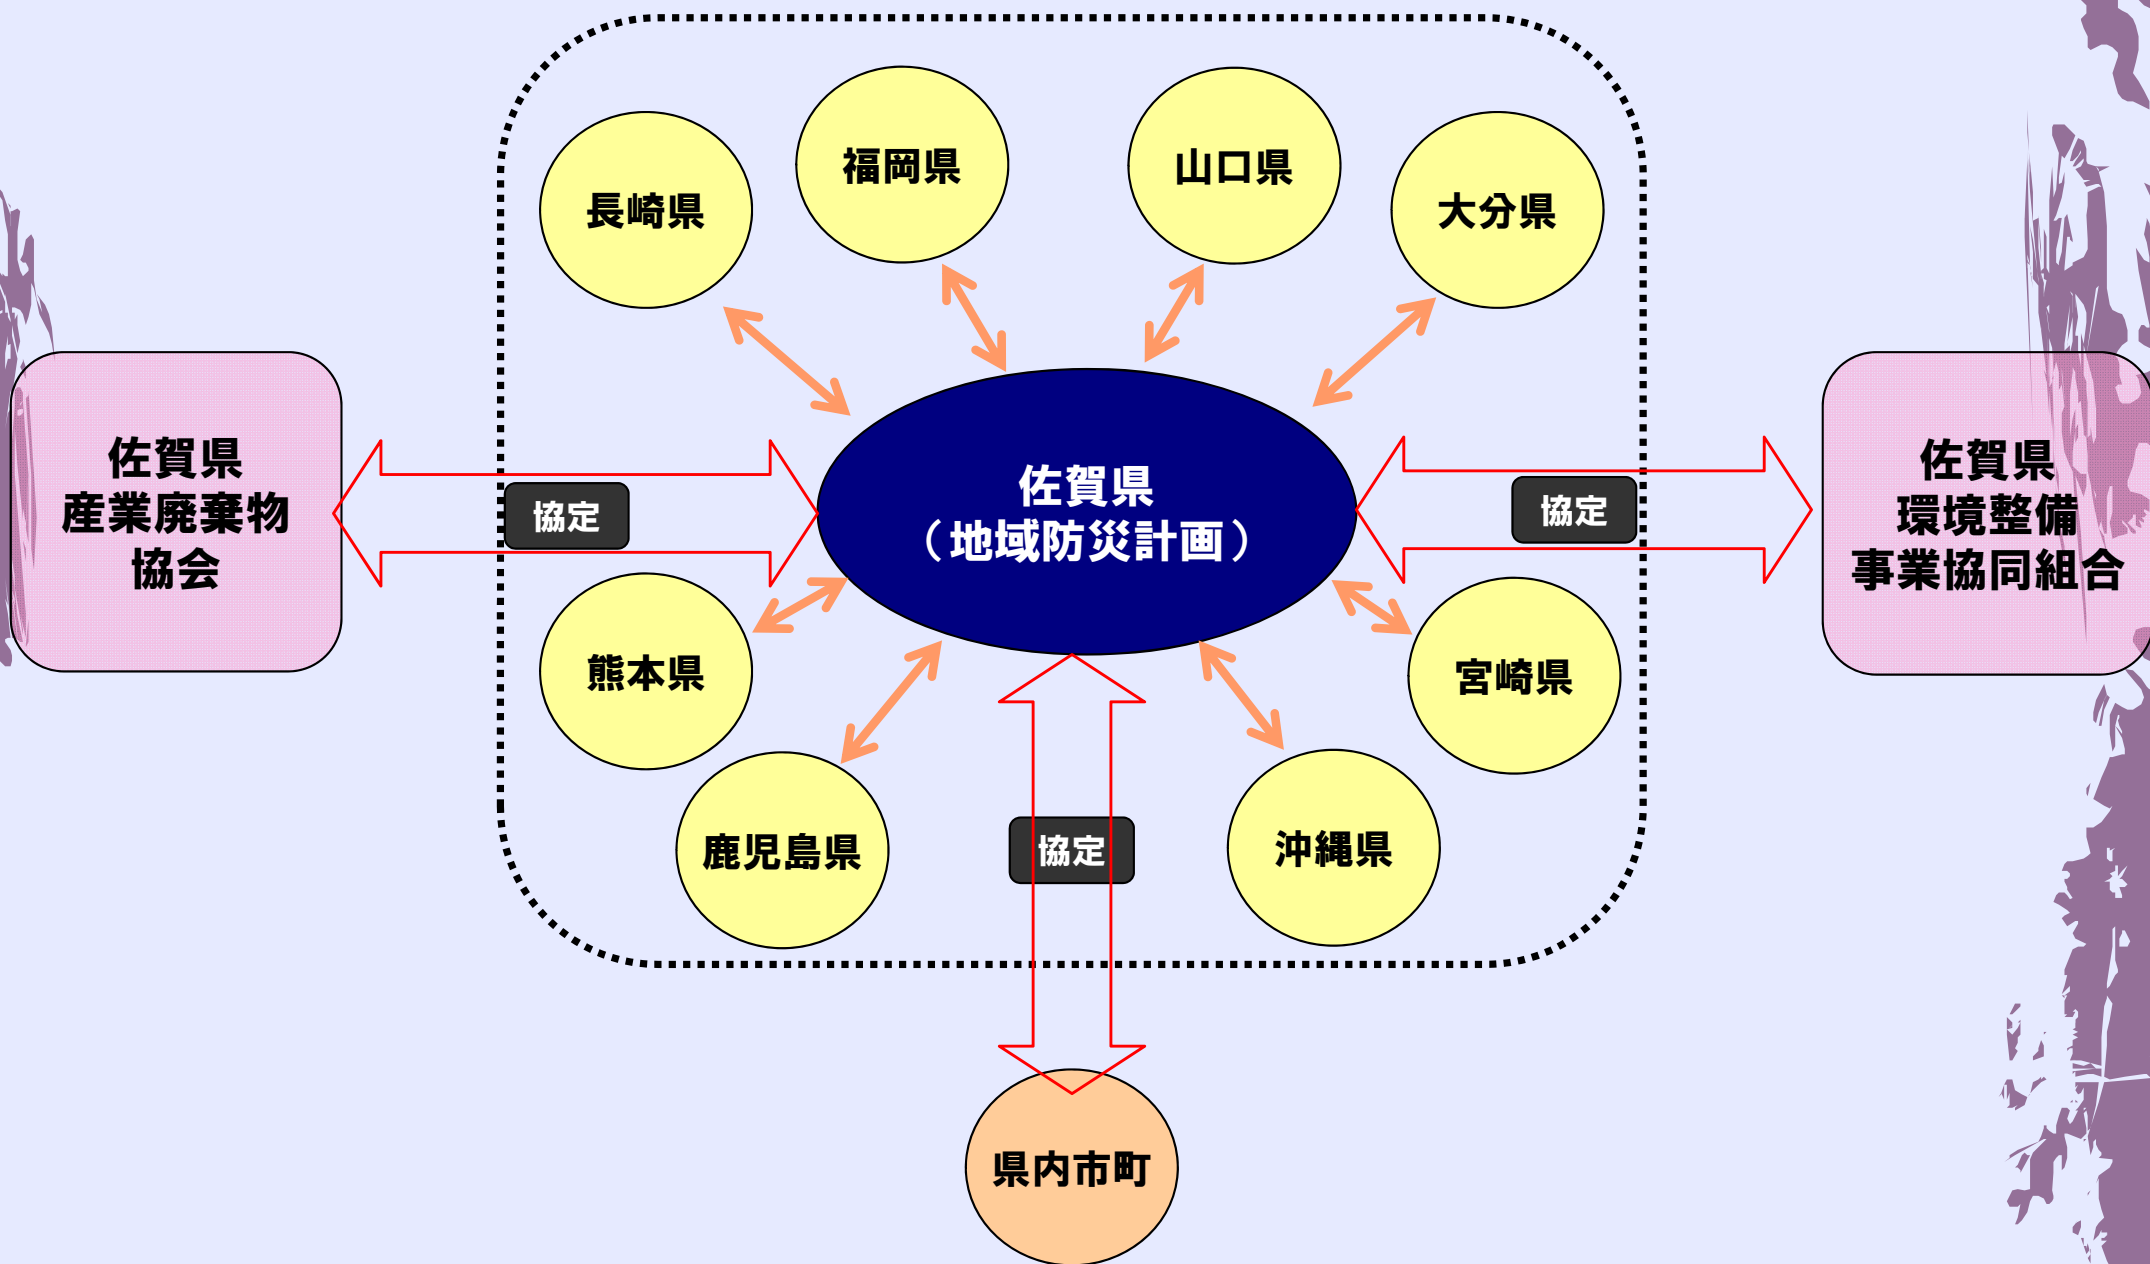 福岡県
山口県
長崎県
大分県
佐賀県
産業廃棄物
協会
協定
佐賀県
（地域防災計画）
協定
佐賀県
環境整備
事業協同組合
熊本県
宮崎県
鹿児島県
協定
沖縄県
県内市町